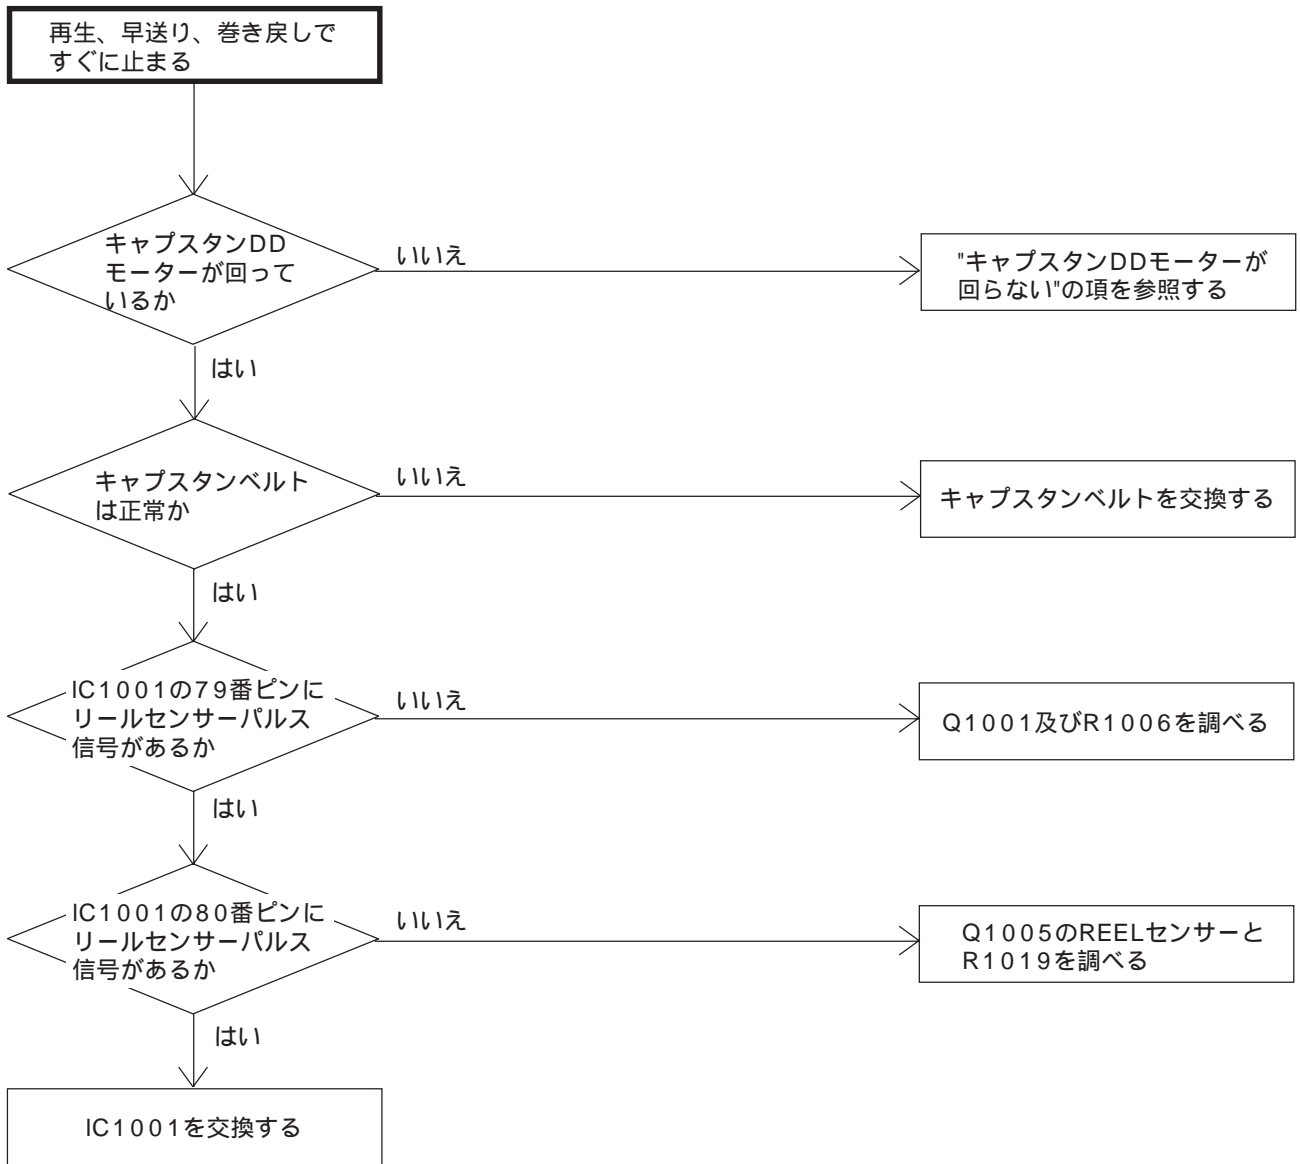 再生、早送り、巻き戻しで
すぐに止まる
キャプスタンDD
モーターが回って
いるか
いいえ
"キャプスタンDDモーターが
回らない"の項を参照する
はい
キャプスタンベルト
は正常か
いいえ
キャプスタンベルトを交換する
はい
IC1001の79番ピンに
リールセンサーパルス
信号があるか
いいえ
Q1001及びR1006を調べる
はい
IC1001の80番ピンに
リールセンサーパルス
信号があるか
いいえ
Q1005のREELセンサーと
R1019を調べる
はい
IC1001を交換する